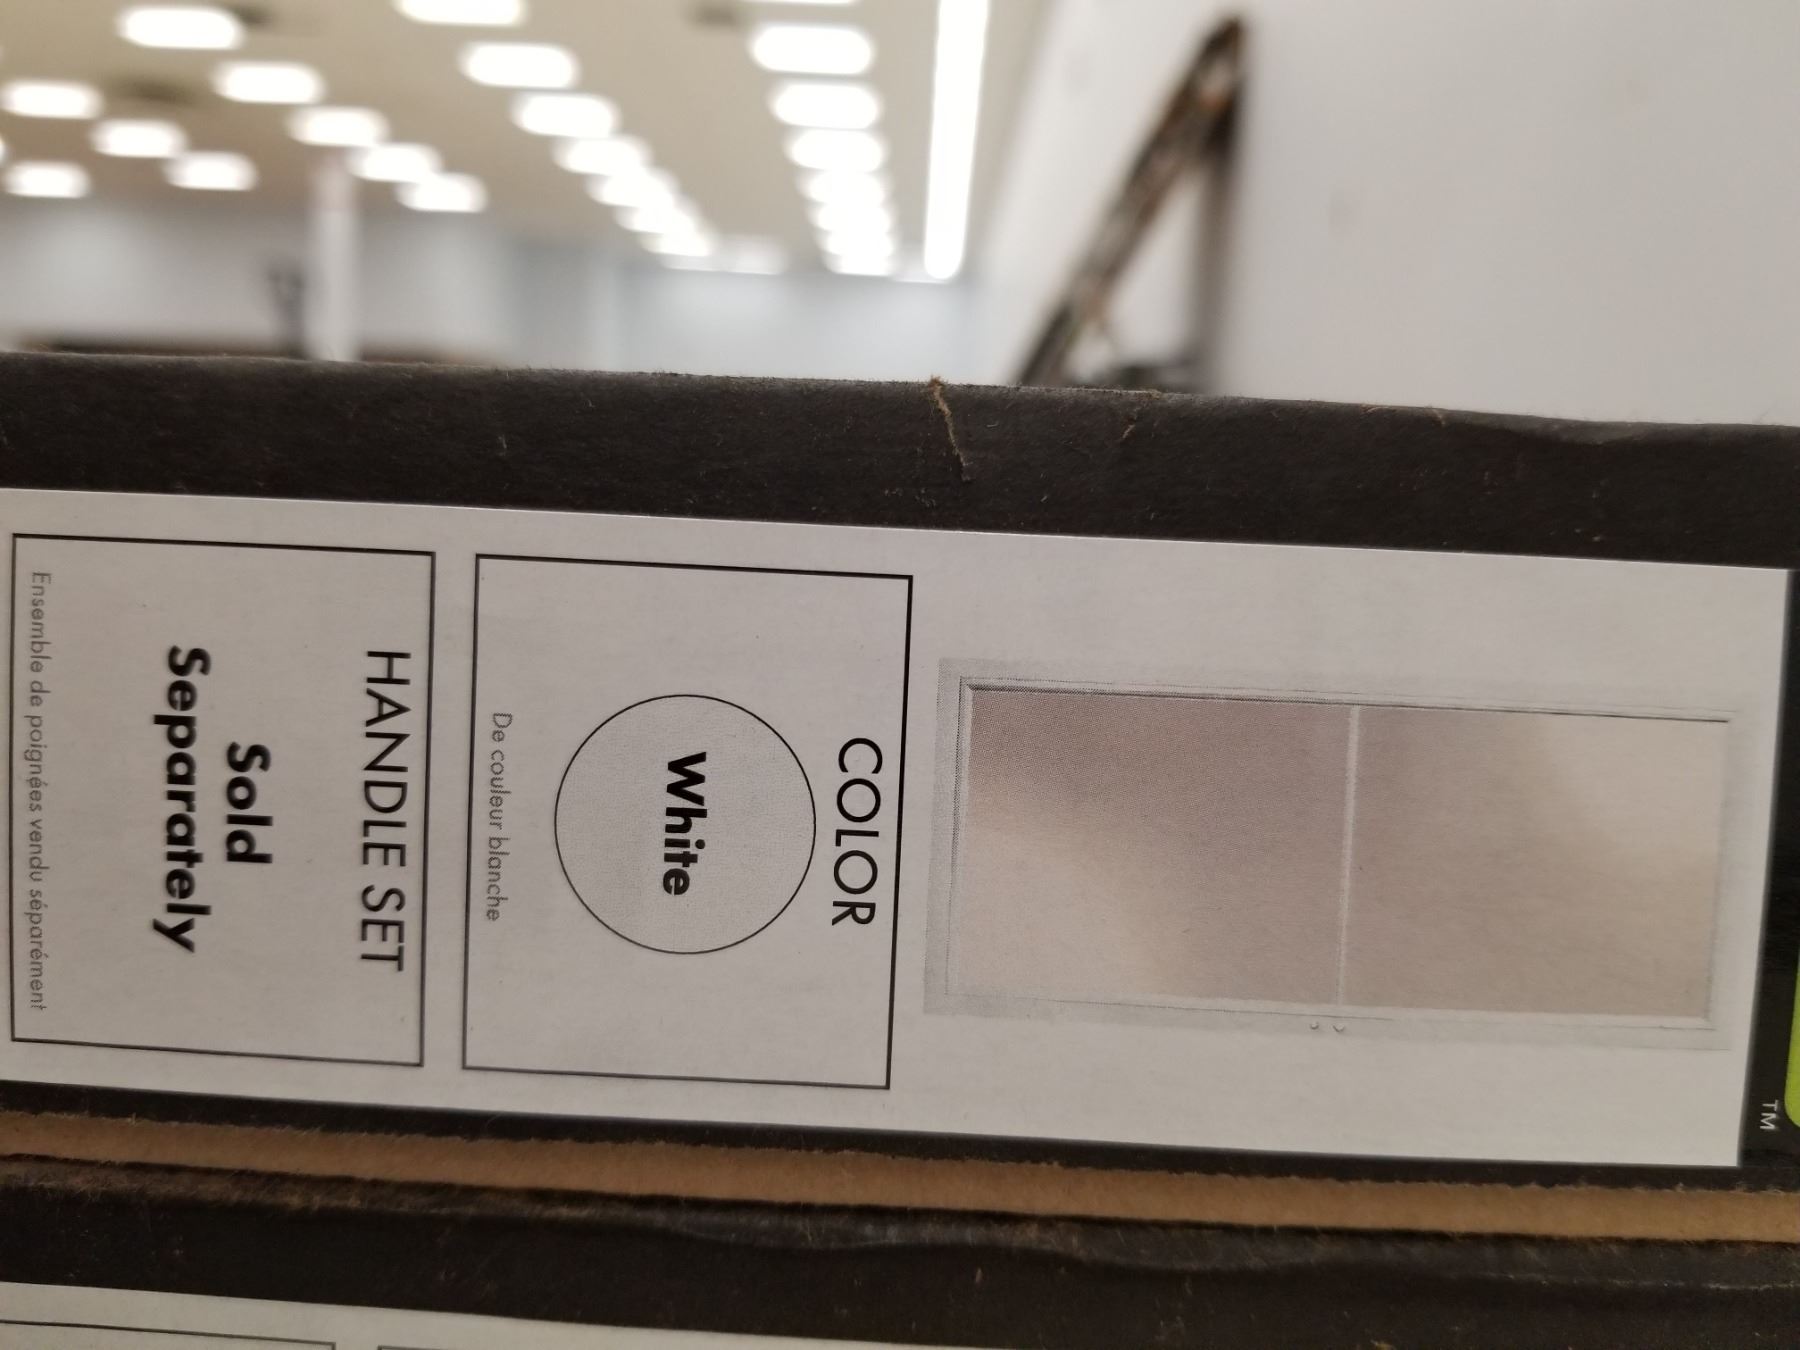 TM
COLOR
White
De couleur blanche
HANDLE SET
Sold
Separately
Ensemble de poignées vendu séparément